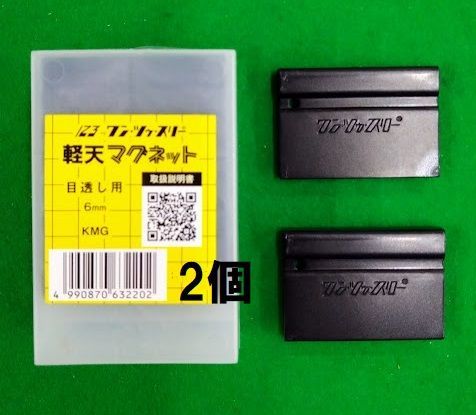 123 ワン・ツゥ・スリー
軽天マグネット
目透し用
6mm
KMG
取扱説明書
4 990870 632202
2個
ワンツゥスリー®
ワンツゥスリー®